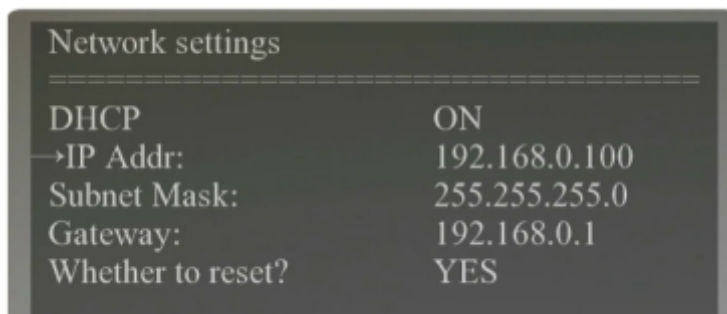 Network settings
==================================
DHCP ON
→IP Addr: 192.168.0.100
Subnet Mask: 255.255.255.0
Gateway: 192.168.0.1
Whether to reset? YES